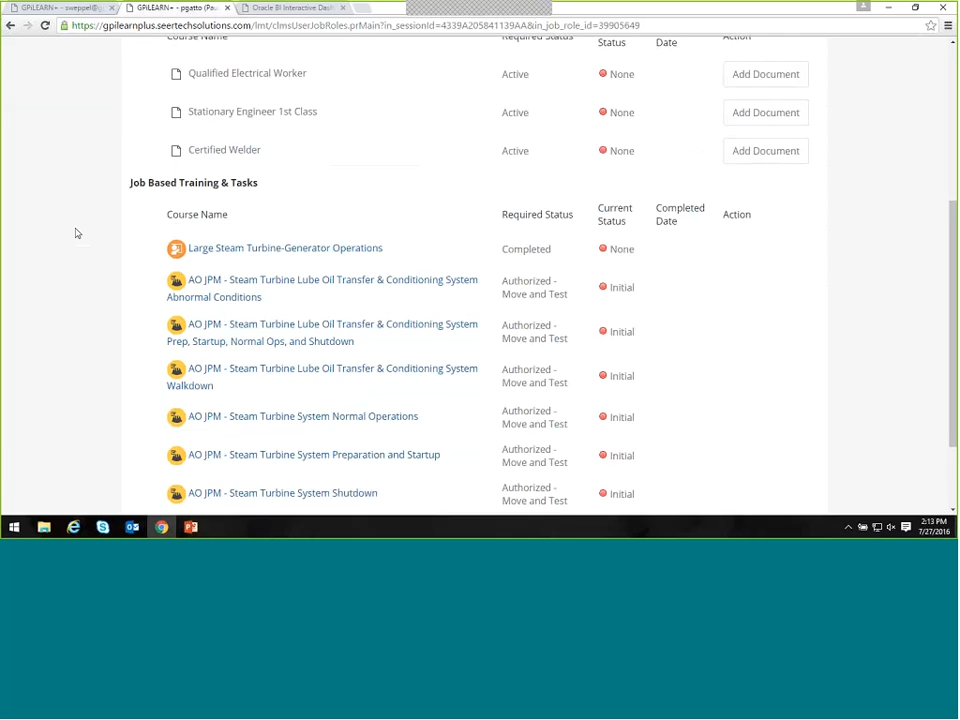 GPiLEARN+ - sweppel@g
GPiLEARN+ - pgatto (Pau
Oracle BI Interactive Dash
https://gpilearnplus.seertechsolutions.com/lmt/clmsUserJobRoles.prMain?in_sessionId=4339A205841139AA&in_job_role_id=39905649
Course Name Required Status Status Date Action
Qualified Electrical Worker Active None Add Document
Stationary Engineer 1st Class Active None Add Document
Certified Welder Active None Add Document
Job Based Training & Tasks
Course Name Required Status Current Status Completed Date Action
Large Steam Turbine-Generator Operations Completed None
AO JPM - Steam Turbine Lube Oil Transfer & Conditioning System
Abnormal Conditions
Authorized -
Move and Test
Initial
AO JPM - Steam Turbine Lube Oil Transfer & Conditioning System
Prep, Startup, Normal Ops, and Shutdown
Authorized -
Move and Test
Initial
AO JPM - Steam Turbine Lube Oil Transfer & Conditioning System
Walkdown
Authorized -
Move and Test
Initial
AO JPM - Steam Turbine System Normal Operations
Authorized -
Move and Test
Initial
AO JPM - Steam Turbine System Preparation and Startup
Authorized -
Move and Test
Initial
AO JPM - Steam Turbine System Shutdown
Authorized -
Move and Test
Initial
2:13 PM
7/27/2016